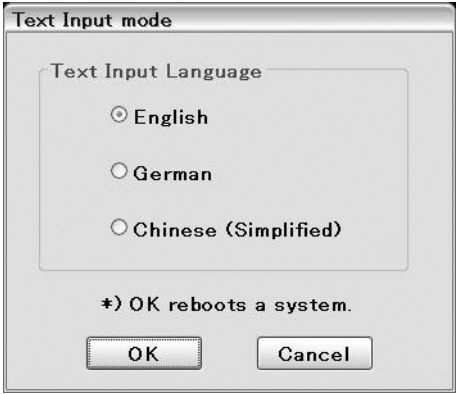 Text Input mode
Text Input Language
English
German
Chinese (Simplified)
*) OK reboots a system.
OK Cancel